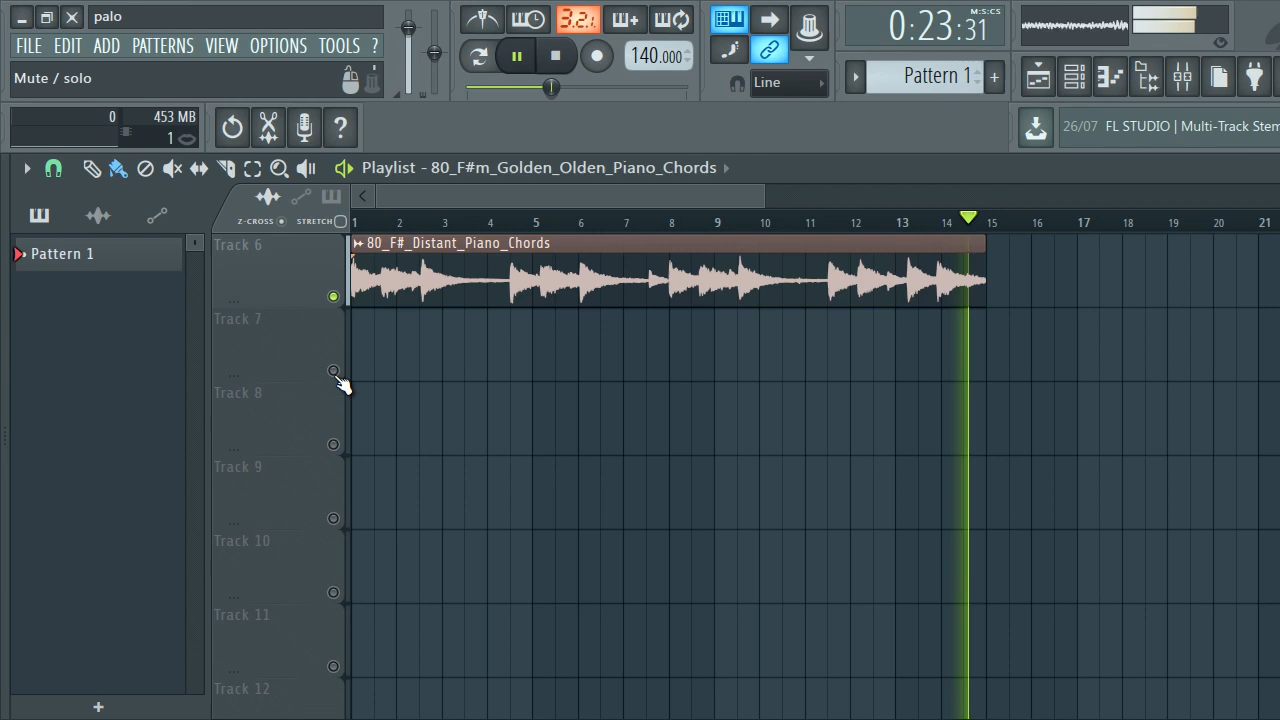 palo
FILE EDIT ADD PATTERNS VIEW OPTIONS TOOLS ?
Mute / solo
3.2.
140.000
Line
0:23:31
M:S:CS
Pattern 1
+
0
453 MB
1
?
26/07 FL STUDIO | Multi-Track Stem
Playlist - 80_F#m_Golden_Olden_Piano_Chords
Z-CROSS STRETCH
1 2 3 4 5 6 7 8 9 10 11 12 13 14 15 16 17 18 19 20 21
Pattern 1
Track 6
80_F#_Distant_Piano_Chords
Track 7
Track 8
Track 9
Track 10
Track 11
Track 12
+